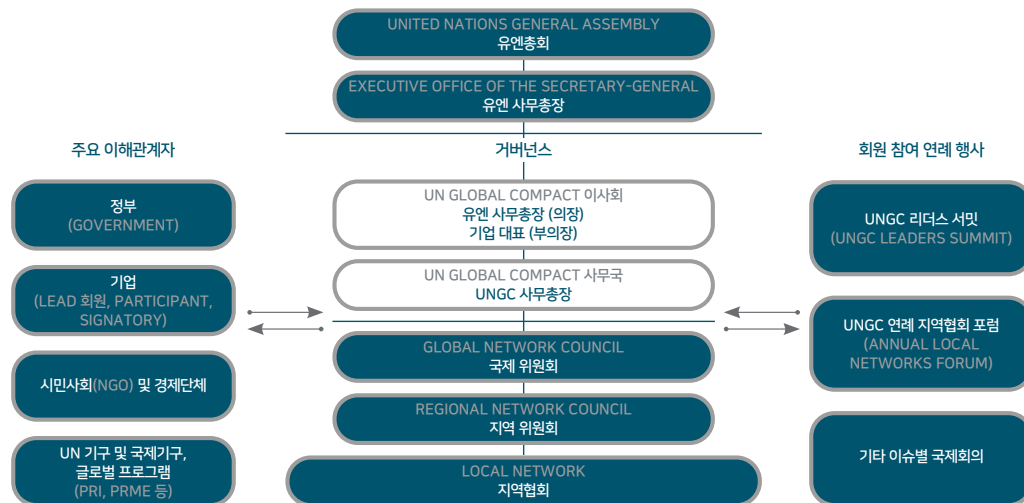 UNITED NATIONS GENERAL ASSEMBLY
유엔총회
EXECUTIVE OFFICE OF THE SECRETARY-GENERAL
유엔 사무총장
주요 이해관계자
정부
(GOVERNMENT)
기업
(LEAD 회원, PARTICIPANT,
SIGNATORY)
시민사회(NGO) 및 경제단체
UN 기구 및 국제기구,
글로벌 프로그램
(PRI, PRME 등)
거버넌스
UN GLOBAL COMPACT 이사회
유엔 사무총장 (의장)
기업 대표 (부의장)
UN GLOBAL COMPACT 사무국
UNGC 사무총장
GLOBAL NETWORK COUNCIL
국제 위원회
REGIONAL NETWORK COUNCIL
지역 위원회
LOCAL NETWORK
지역협회
회원 참여 연례 행사
UNGC 리더스 서밋
(UNGC LEADERS SUMMIT)
UNGC 연례 지역협회 포럼
(ANNUAL LOCAL
NETWORKS FORUM)
기타 이슈별 국제회의